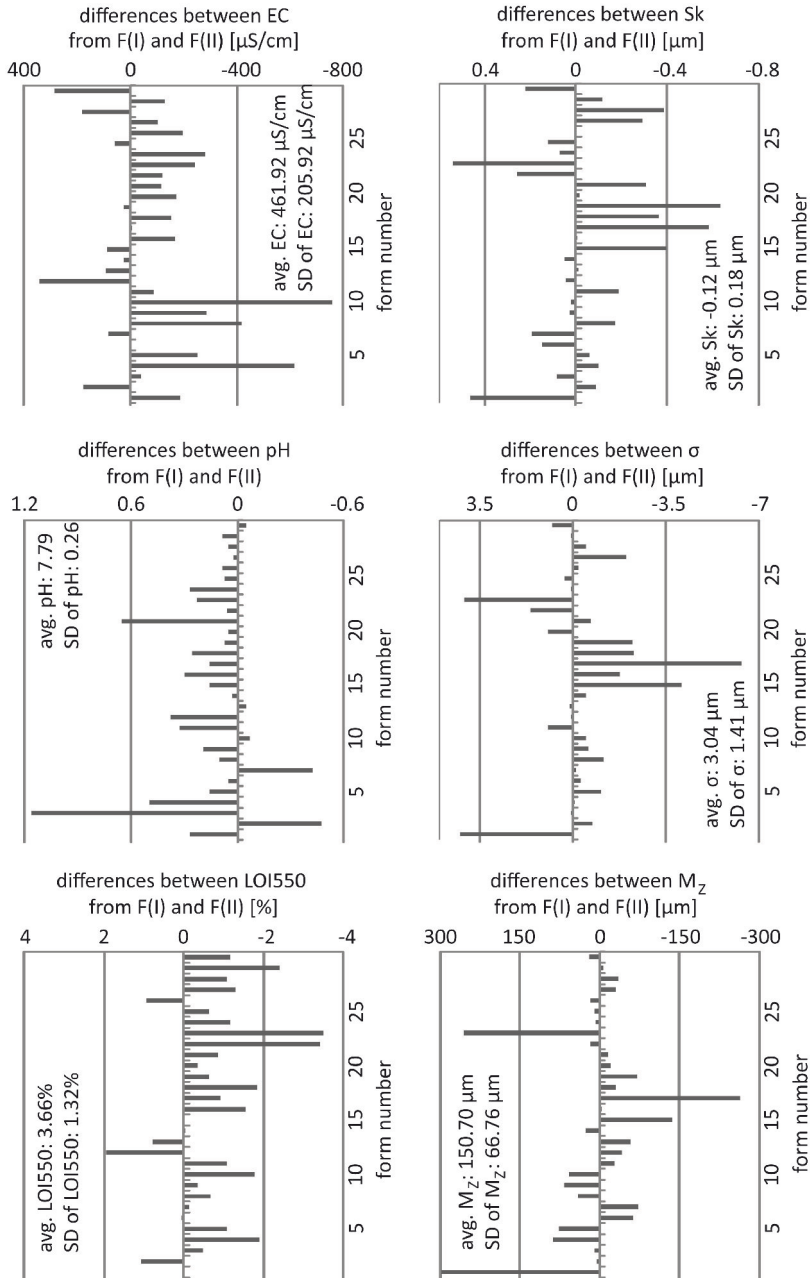 differences between EC
from F(I) and F(II) [µS/cm]
400
0
-400
-800
avg. EC: 461.92 µS/cm
SD of EC: 205.92 µS/cm
5
10
15
20
25
form number
differences between Sk
from F(I) and F(II) [µm]
0.4
0
-0.4
-0.8
avg. Sk: -0.12 µm
SD of Sk: 0.18 µm
5
10
15
20
25
form number
differences between pH
from F(I) and F(II)
1.2
0.6
0
-0.6
avg. pH: 7.79
SD of pH: 0.26
5
10
15
20
25
form number
differences between σ
from F(I) and F(II) [µm]
3.5
0
-3.5
-7
avg. σ: 3.04 µm
SD of σ: 1.41 µm
5
10
15
20
25
form number
differences between LOI550
from F(I) and F(II) [%]
4
2
0
-2
-4
avg. LOI550: 3.66%
SD of LOI550: 1.32%
5
10
15
20
25
form number
differences between MZ
from F(I) and F(II) [µm]
300
150
0
-150
-300
avg. MZ: 150.70 µm
SD of MZ: 66.76 µm
5
10
15
20
25
form number